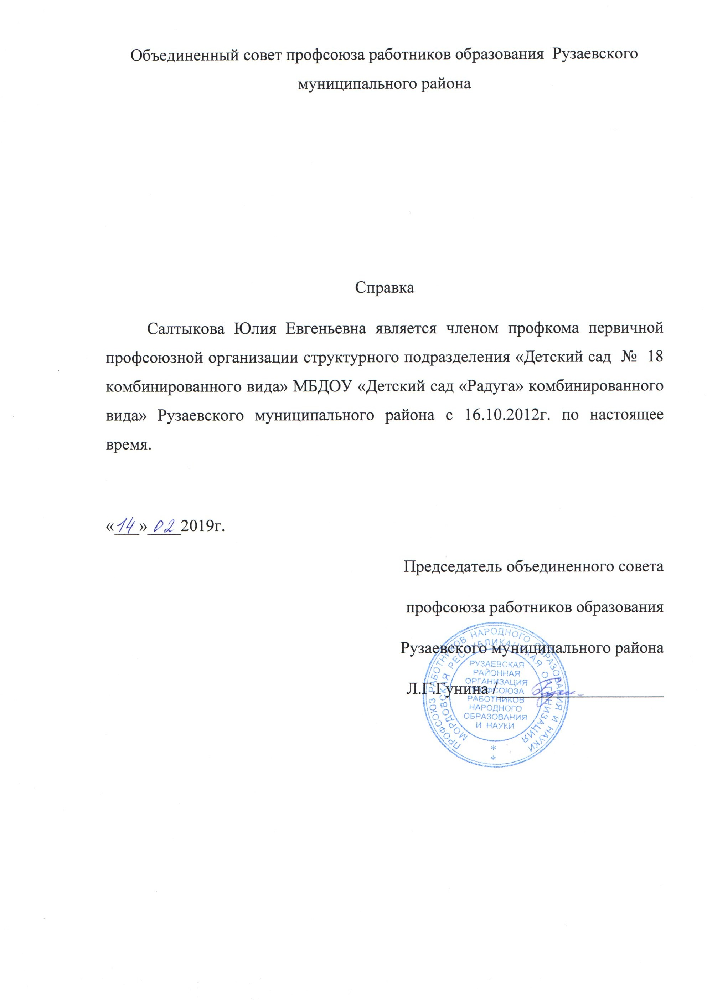 Объединенный совет профсоюза работников образования Рузаевского
муниципального района
Справка
Салтыкова Юлия Евгеньевна является членом профкома первичной
профсоюзной организации структурного подразделения «Детский сад № 18
комбинированного вида» МБДОУ «Детский сад «Радуга» комбинированного
вида» Рузаевского муниципального района с 16.10.2012г. по настоящее
время.
«14» 02 2019г.
Председатель объединенного совета
профсоюза работников образования
Рузаевского муниципального района
Л.Г.Гунина /
ПРОФСОЮЗ РАБОТНИКОВ НАРОДНОГО ОБРАЗОВАНИЯ И НАУКИ
МОРДОВСКАЯ РЕСПУБЛИКАНСКАЯ ОРГАНИЗАЦИЯ
РУЗАЕВСКАЯ
РАЙОННАЯ
ОРГАНИЗАЦИЯ
ПРОФСОЮЗА
РАБОТНИКОВ
НАРОДНОГО
ОБРАЗОВАНИЯ
И НАУКИ